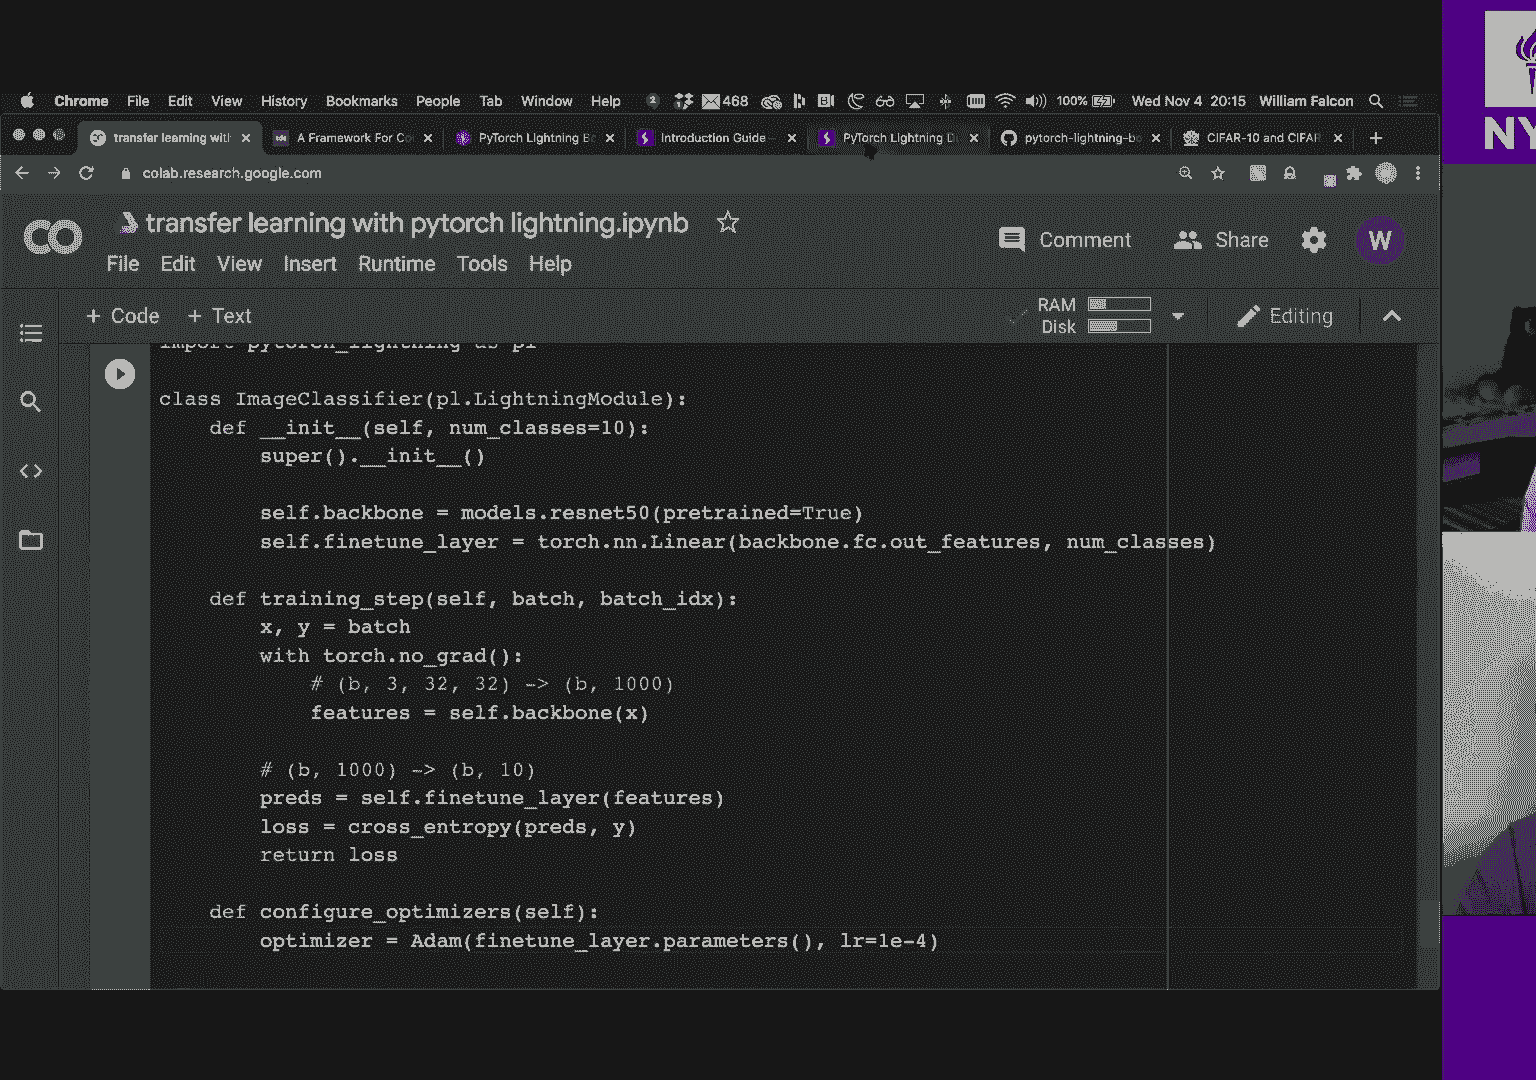 Chrome File Edit View History Bookmarks People Tab Window Help 2 468 100% Wed Nov 4 20:15 William Falcon
transfer learning with A Framework For Co PyTorch Lightning B Introduction Guide PyTorch Lightning D pytorch-lightning-bo CIFAR-10 and CIFAR
colab.research.google.com
CO transfer learning with pytorch lightning.ipynb
Comment Share W
File Edit View Insert Runtime Tools Help
+ Code + Text RAM Disk Editing
import pytorch_lightning as pl
class ImageClassifier(pl.LightningModule):
def __init__(self, num_classes=10):
super().__init__()
self.backbone = models.resnet50(pretrained=True)
self.finetune_layer = torch.nn.Linear(backbone.fc.out_features, num_classes)
def training_step(self, batch, batch_idx):
x, y = batch
with torch.no_grad():
# (b, 3, 32, 32) -> (b, 1000)
features = self.backbone(x)
# (b, 1000) -> (b, 10)
preds = self.finetune_layer(features)
loss = cross_entropy(preds, y)
return loss
def configure_optimizers(self):
optimizer = Adam(finetune_layer.parameters(), lr=1e-4)
NY